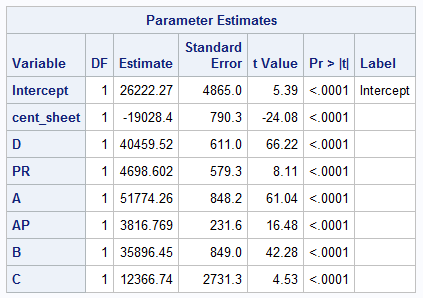 Parameter Estimates
Variable DF Estimate Standard Error t Value Pr > |t| Label
Intercept 1 26222.27 4865.0 5.39 <.0001 Intercept
cent_sheet 1 -19028.4 790.3 -24.08 <.0001
D 1 40459.52 611.0 66.22 <.0001
PR 1 4698.602 579.3 8.11 <.0001
A 1 51774.26 848.2 61.04 <.0001
AP 1 3816.769 231.6 16.48 <.0001
B 1 35896.45 849.0 42.28 <.0001
C 1 12366.74 2731.3 4.53 <.0001